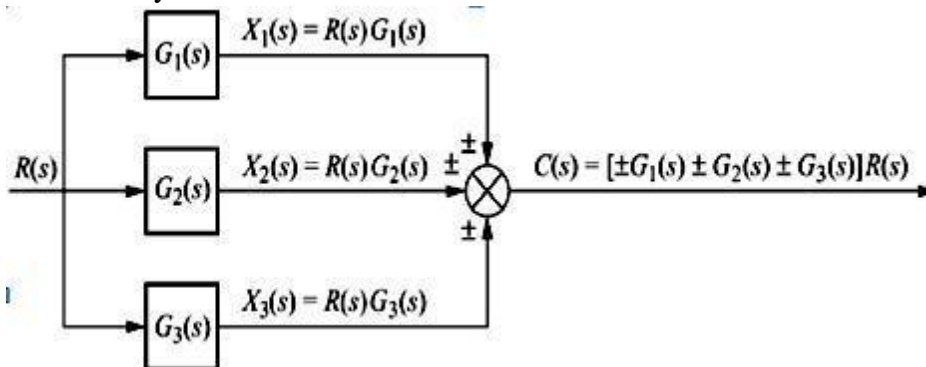 G₁(s)
X₁(s) = R(s)G₁(s)
±
R(s)
G₂(s)
X₂(s) = R(s)G₂(s)
±
C(s) = [±G₁(s) ± G₂(s) ± G₃(s)]R(s)
±
G₃(s)
X₃(s) = R(s)G₃(s)